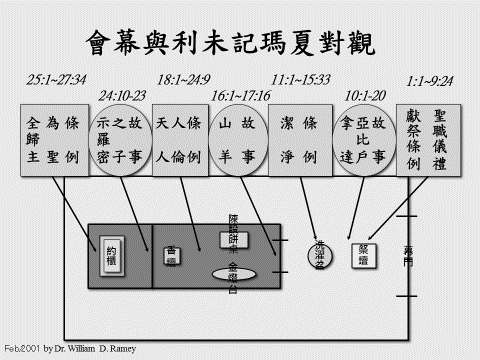 會幕與利未記瑪夏對觀
25:1~27:34
24:10-23
18:1~24:9
16:1~17:16
11:1~15:33
10:1-20
1:1~9:24
全歸主 為聖 條例
示羅密 之子 故事
天人 人倫 條例
山羊 故事
潔淨 條例
拿達 亞比戶 故事
獻祭條例 聖職儀禮
約櫃
香壇
陳設餅桌
金燈台
洗濯盆
祭壇
幕門
Feb/2001 by Dr. William D. Ramey